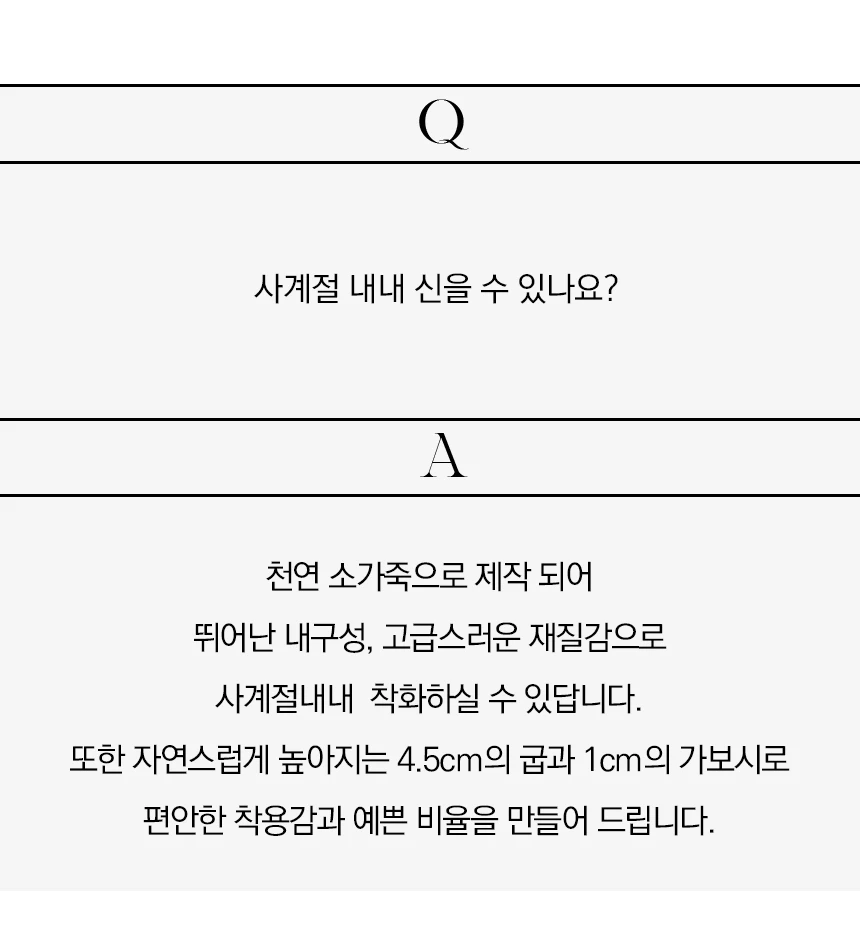 Q
사계절 내내 신을 수 있나요?
A
천연 소가죽으로 제작 되어
뛰어난 내구성, 고급스러운 재질감으로
사계절내내 착화하실 수 있답니다.
또한 자연스럽게 높아지는 4.5cm의 굽과 1cm의 가보시로
편안한 착용감과 예쁜 비율을 만들어 드립니다.